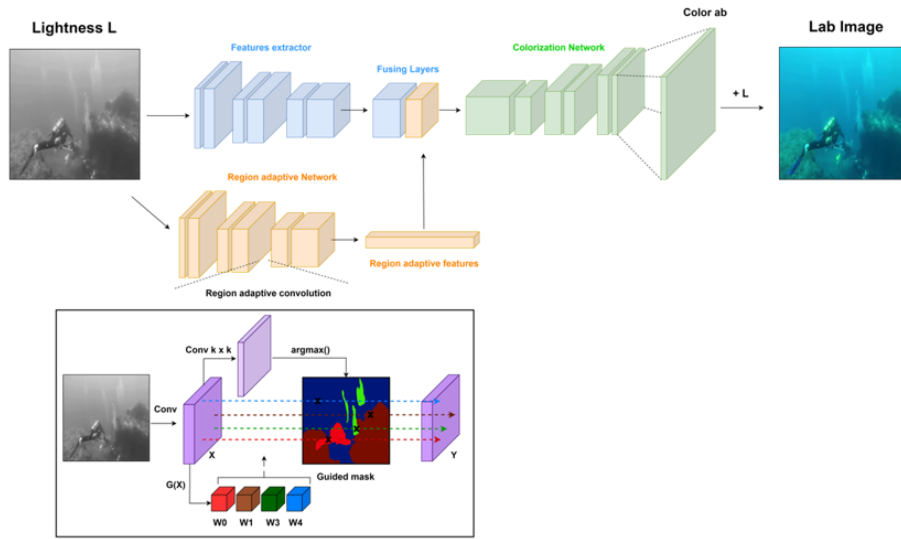 Lightness L
Features extractor
Fusing Layers
Colorization Network
Color ab
Lab Image
+ L
Region adaptive Network
Region adaptive features
Region adaptive convolution
Conv k x k
argmax()
Conv
X
Y
Guided mask
G(X)
W0 W1 W3 W4